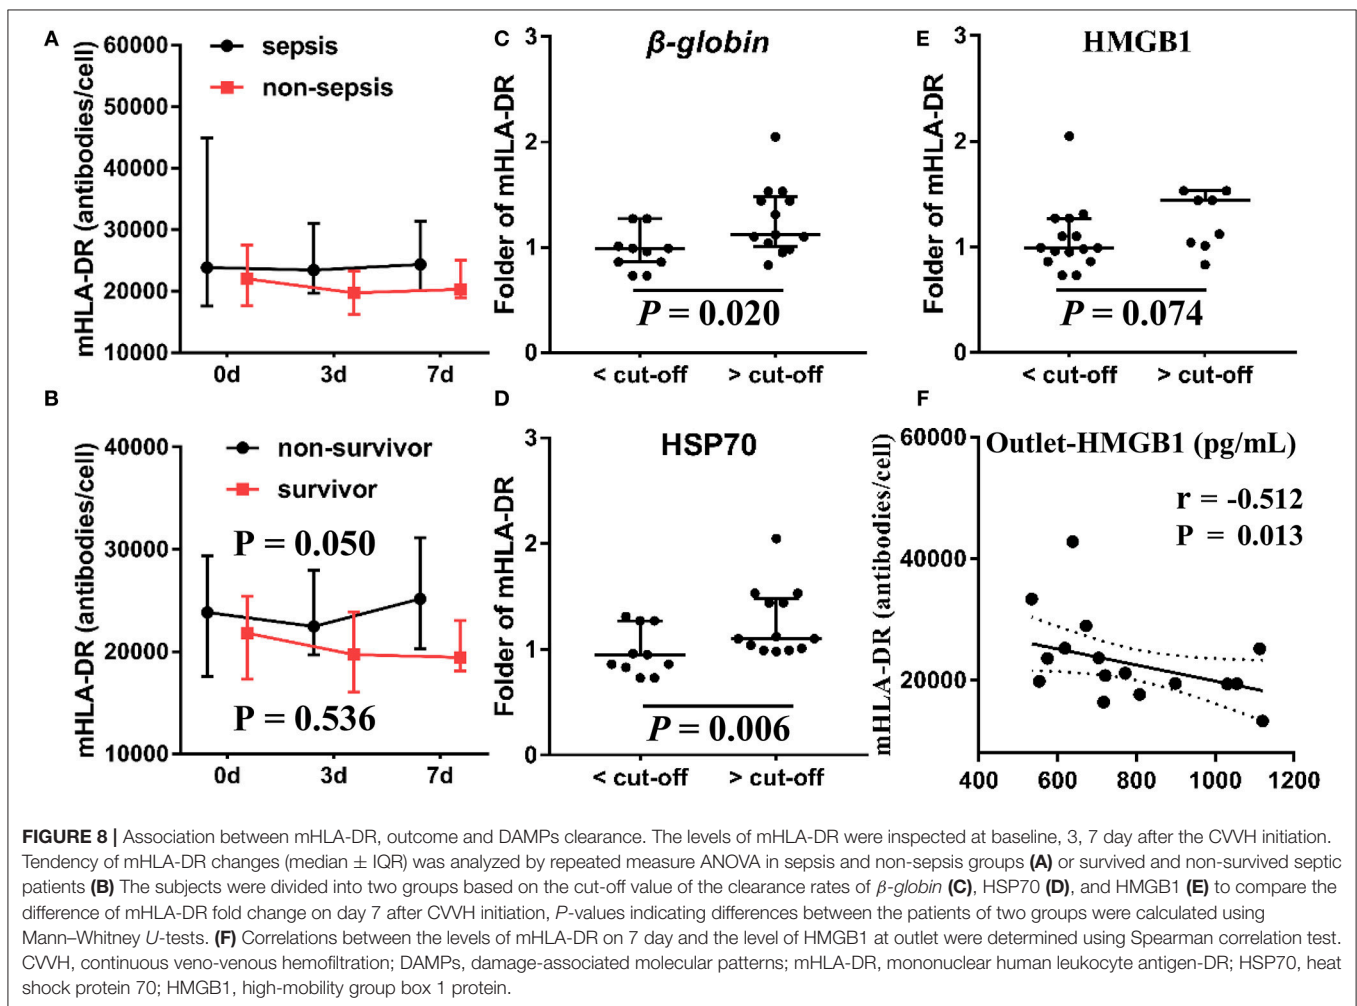 A
60000
50000
40000
30000
20000
10000
mHLA-DR (antibodies/cell)
sepsis
non-sepsis
0d 3d 7d
B
40000
30000
20000
10000
mHLA-DR (antibodies/cell)
non-survivor
survivor
P = 0.050
P = 0.536
0d 3d 7d
C
β-globin
3
2
1
0
Folder of mHLA-DR
P = 0.020
< cut-off > cut-off
D
HSP70
3
2
1
0
Folder of mHLA-DR
P = 0.006
< cut-off > cut-off
E
HMGB1
3
2
1
0
Folder of mHLA-DR
P = 0.074
< cut-off > cut-off
F
60000
40000
20000
mHLA-DR (antibodies/cell)
Outlet-HMGB1 (pg/mL)
r = -0.512
P = 0.013
400 600 800 1000 1200
FIGURE 8 | Association between mHLA-DR, outcome and DAMPs clearance. The levels of mHLA-DR were inspected at baseline, 3, 7 day after the CVVH initiation.
Tendency of mHLA-DR changes (median ± IQR) was analyzed by repeated measure ANOVA in sepsis and non-sepsis groups (A) or survived and non-survived septic
patients (B) The subjects were divided into two groups based on the cut-off value of the clearance rates of β-globin (C), HSP70 (D), and HMGB1 (E) to compare the
difference of mHLA-DR fold change on day 7 after CVVH initiation, P-values indicating differences between the patients of two groups were calculated using
Mann–Whitney U-tests. (F) Correlations between the levels of mHLA-DR on 7 day and the level of HMGB1 at outlet were determined using Spearman correlation test.
CVVH, continuous veno-venous hemofiltration; DAMPs, damage-associated molecular patterns; mHLA-DR, mononuclear human leukocyte antigen-DR; HSP70, heat
shock protein 70; HMGB1, high-mobility group box 1 protein.